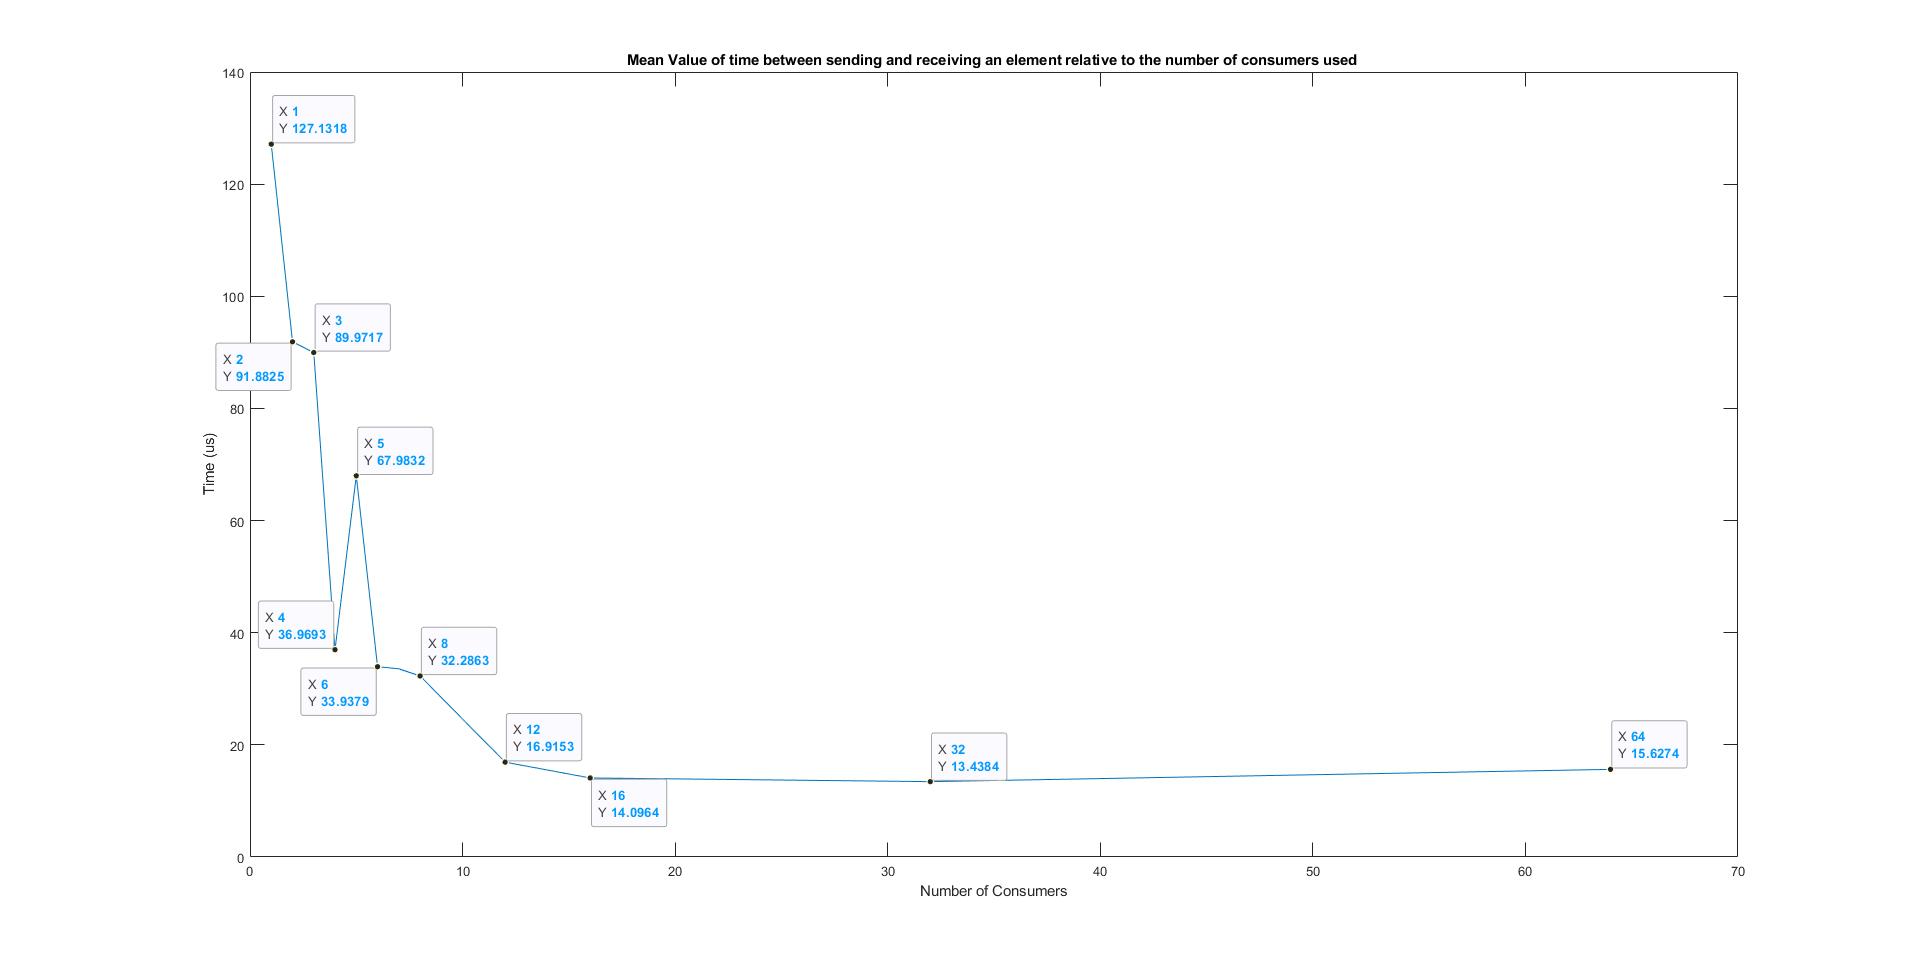 Mean Value of time between sending and receiving an element relative to the number of consumers used
140
120
100
80
60
40
20
0
Time (us)
X 1
Y 127.1318
X 2
Y 91.8825
X 3
Y 89.9717
X 4
Y 36.9693
X 5
Y 67.9832
X 6
Y 33.9379
X 8
Y 32.2863
X 12
Y 16.9153
X 16
Y 14.0964
X 32
Y 13.4384
X 64
Y 15.6274
0 10 20 30 40 50 60 70
Number of Consumers